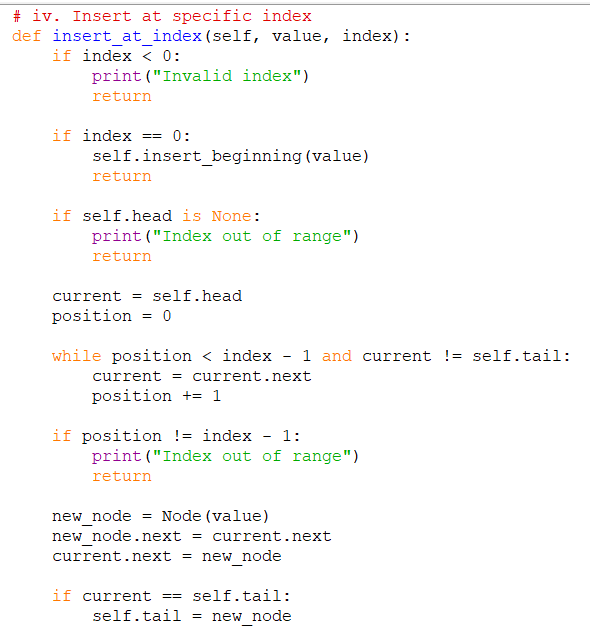 # iv. Insert at specific index
def insert_at_index(self, value, index):
    if index < 0:
        print("Invalid index")
        return

    if index == 0:
        self.insert_beginning(value)
        return

    if self.head is None:
        print("Index out of range")
        return

    current = self.head
    position = 0

    while position < index - 1 and current != self.tail:
        current = current.next
        position += 1

    if position != index - 1:
        print("Index out of range")
        return

    new_node = Node(value)
    new_node.next = current.next
    current.next = new_node

    if current == self.tail:
        self.tail = new_node